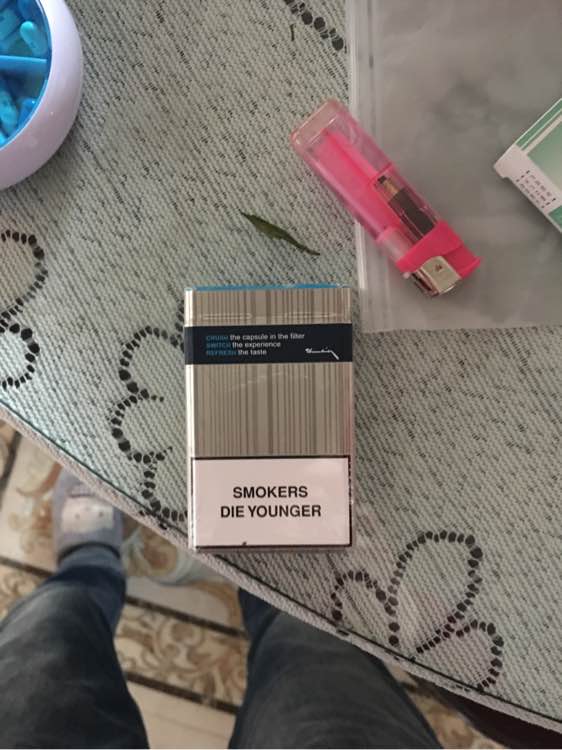 CRUSH the capsule in the filter
SWITCH the experience
REFRESH the taste
SMOKERS
DIE YOUNGER